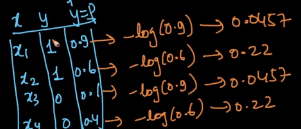 x y ŷ=p
x₁ 1 0.9 → -log(0.9) → 0.0457
x₂ 1 0.6 → -log(0.6) → 0.22
x₃ 0 0.1 → -log(0.9) → 0.0457
x₄ 0 0.4 → -log(0.6) → 0.22